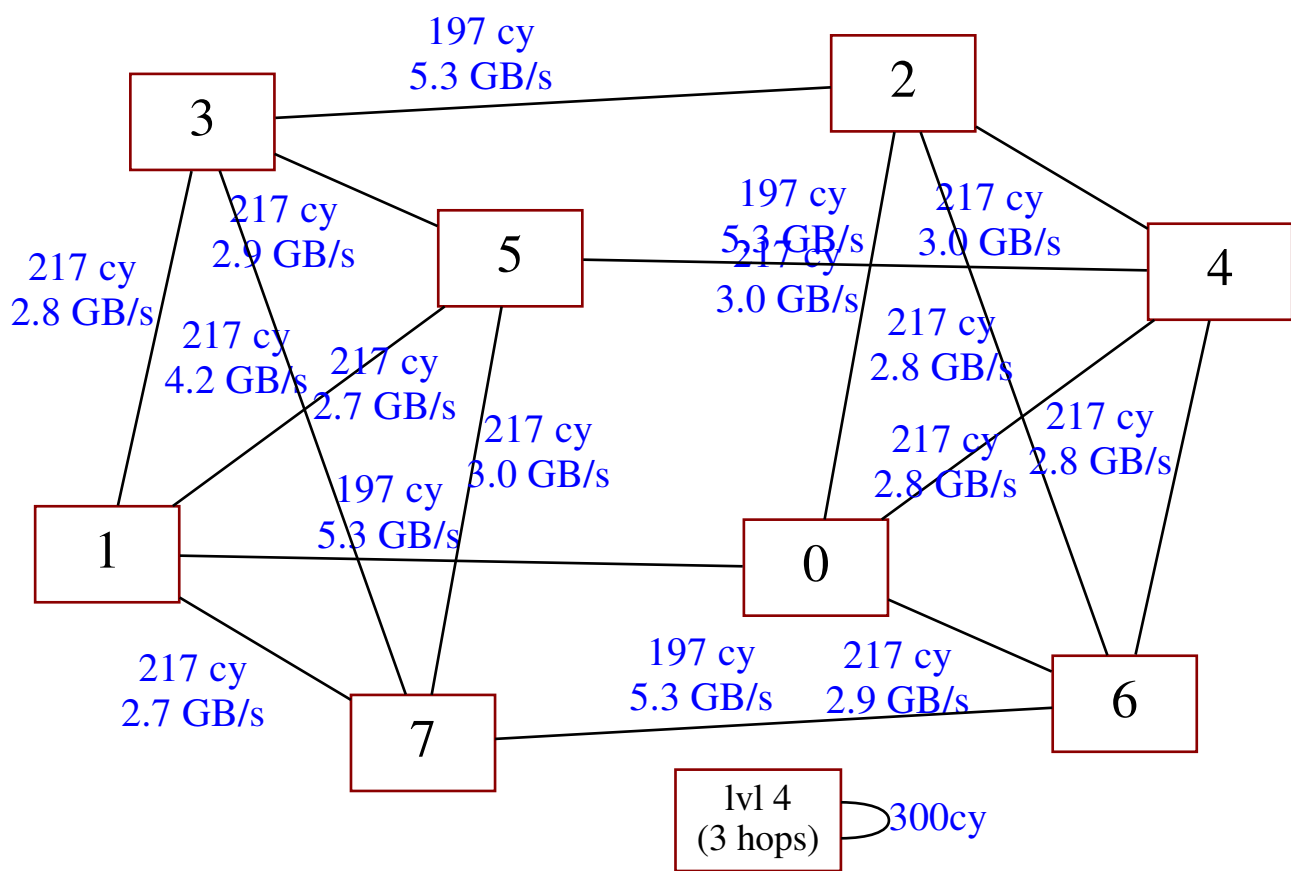 197 cy
5.3 GB/s
2
3
217 cy
2.9 GB/s
197 cy
5.3 GB/s
217 cy
3.0 GB/s
5
4
217 cy
2.8 GB/s
217 cy
3.0 GB/s
217 cy
4.2 GB/s
217 cy
2.7 GB/s
217 cy
2.8 GB/s
217 cy
3.0 GB/s
217 cy
2.8 GB/s
217 cy
2.8 GB/s
197 cy
5.3 GB/s
1
0
217 cy
2.7 GB/s
197 cy
5.3 GB/s
217 cy
2.9 GB/s
6
7
lvl 4
(3 hops)
300cy